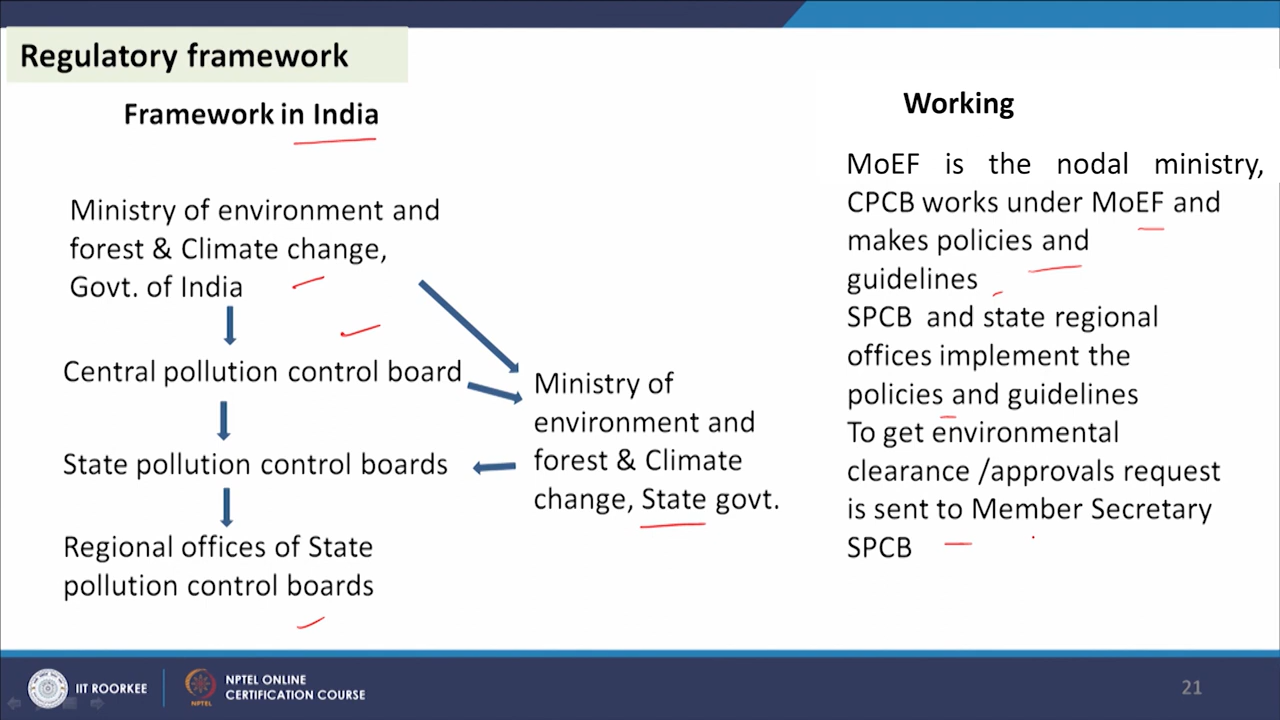 Regulatory framework
Framework in India
Ministry of environment and
forest & Climate change,
Govt. of India
Central pollution control board
State pollution control boards
Regional offices of State
pollution control boards
Ministry of
environment and
forest & Climate
change, State govt.
Working
MoEF is the nodal ministry,
CPCB works under MoEF and
makes policies and
guidelines
SPCB and state regional
offices implement the
policies and guidelines
To get environmental
clearance /approvals request
is sent to Member Secretary
SPCB
IIT ROORKEE
NPTEL
NPTEL ONLINE
CERTIFICATION COURSE
21